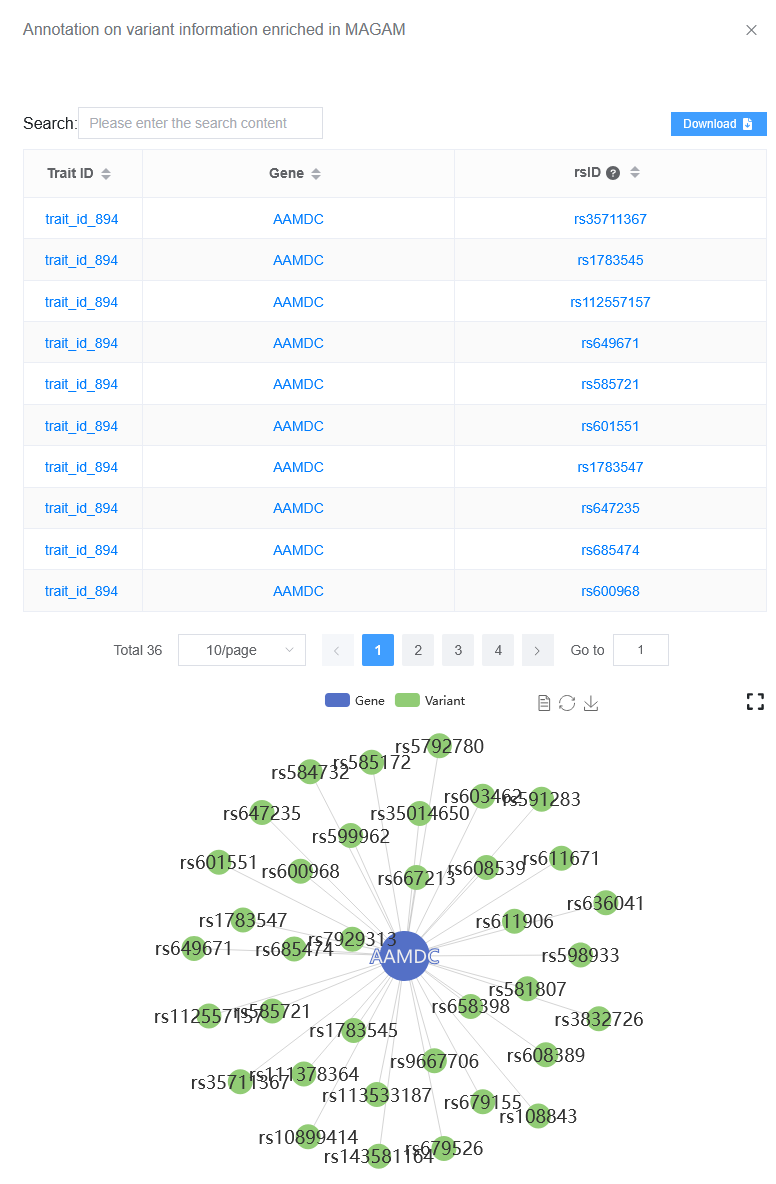 Annotation on variant information enriched in MAGAM
Search: Please enter the search content Download
Trait ID Gene rsID ?
trait_id_894 AAMDC rs35711367
trait_id_894 AAMDC rs1783545
trait_id_894 AAMDC rs112557157
trait_id_894 AAMDC rs649671
trait_id_894 AAMDC rs585721
trait_id_894 AAMDC rs601551
trait_id_894 AAMDC rs1783547
trait_id_894 AAMDC rs647235
trait_id_894 AAMDC rs685474
trait_id_894 AAMDC rs600968
Total 36 10/page 1 2 3 4 Go to 1
Gene Variant
rs5792780
rs585172
rs584732
rs603462
rs591283
rs647235
rs35014650
rs599962
rs601551
rs600968
rs667213
rs608539
rs611671
rs636041
rs1783547
rs611906
rs7929313
rs649671
rs685474
AAMDC
rs598933
rs581807
rs658398
rs112557157
rs585721
rs3832726
rs1783545
rs608389
rs9667706
rs35711367
rs111378364
rs113533187
rs679155
rs108843
rs10899414
rs143581164
rs679526